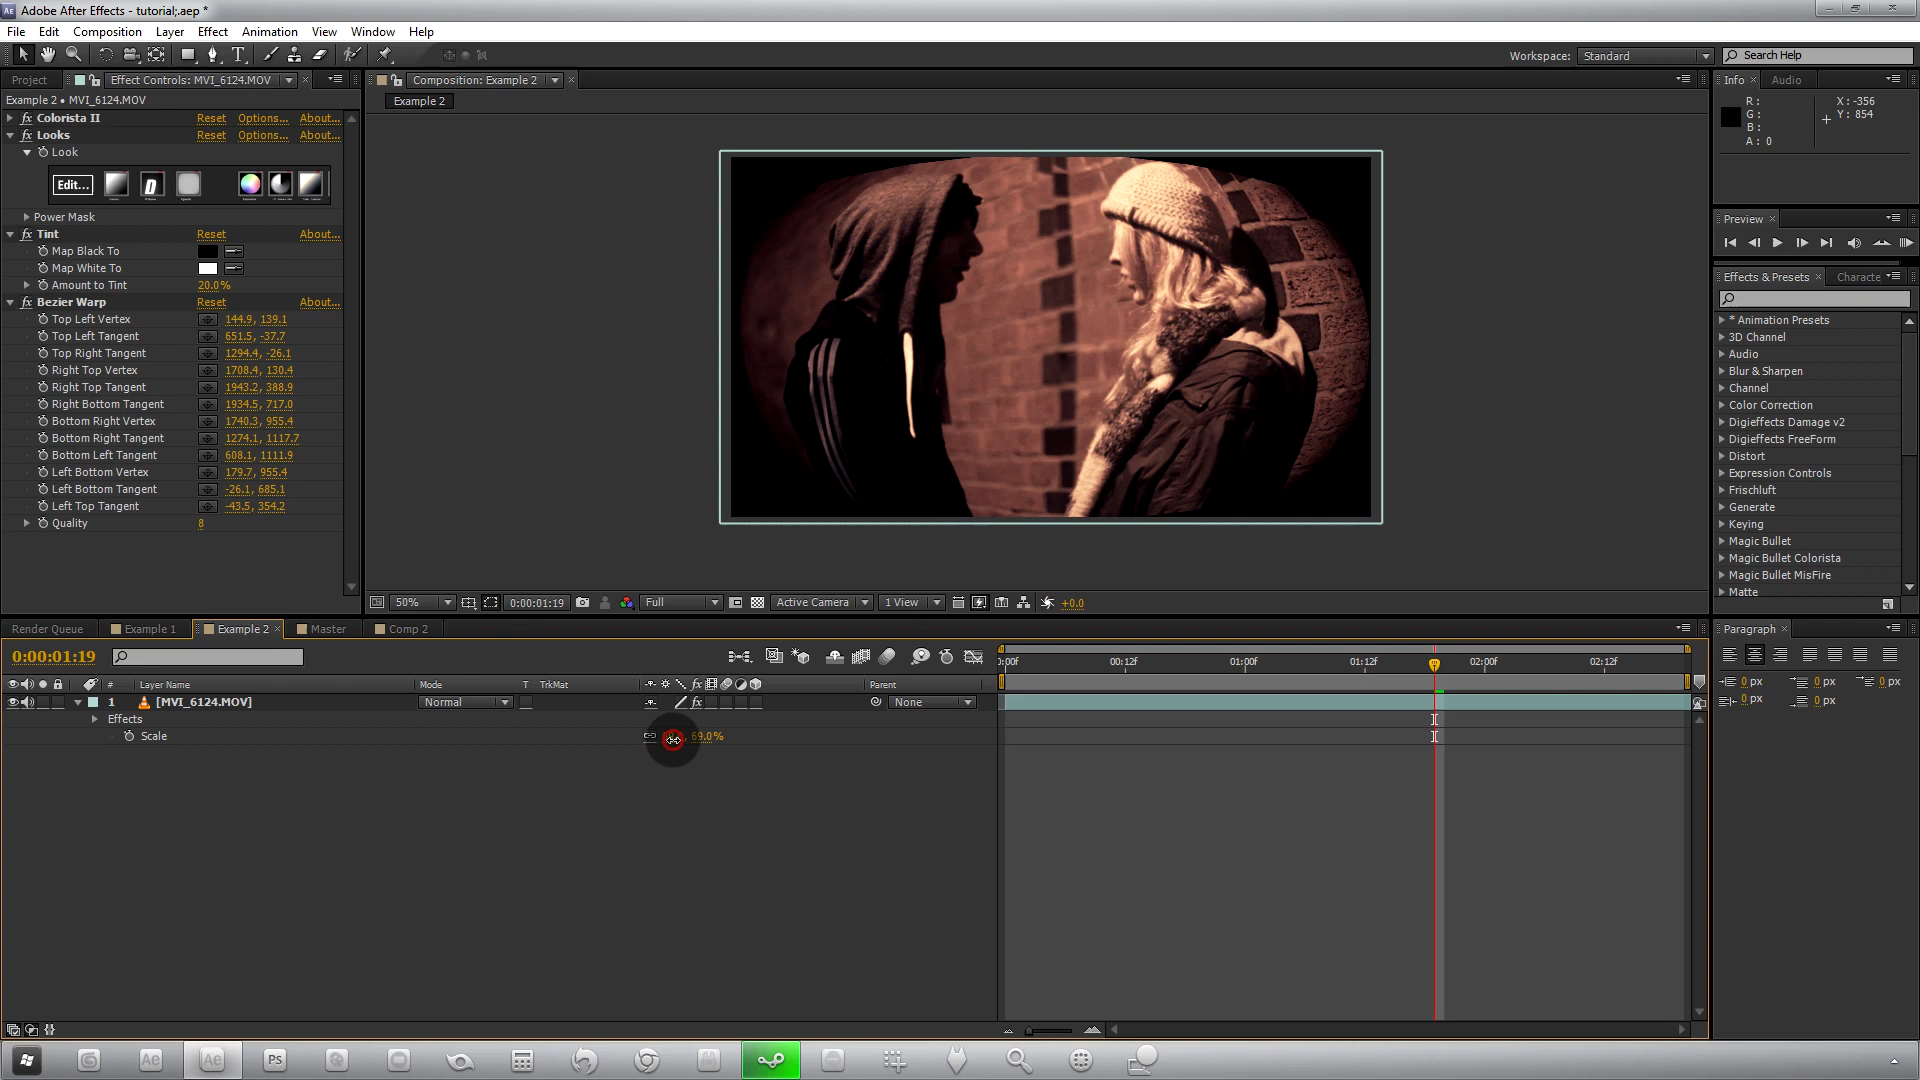 Adobe After Effects - tutorial;.aep *
File Edit Composition Layer Effect Animation View Window Help
Workspace: Standard Search Help
Project Effect Controls: MVI_6124.MOV
Composition: Example 2
Info Audio
Example 2 • MVI_6124.MOV
Example 2
R :
G :
B :
A : 0
X : -356
Y : 854
Colorista II Reset Options... About...
Looks Reset Options... About...
Look
Edit...
Power Mask
Tint Reset About...
Map Black To
Map White To
Amount to Tint 20.0%
Bezier Warp Reset About...
Top Left Vertex 144.9, 139.1
Top Left Tangent 651.5, -37.7
Top Right Tangent 1294.4, -26.1
Right Top Vertex 1708.4, 130.4
Right Top Tangent 1943.2, 388.9
Right Bottom Tangent 1934.5, 717.0
Bottom Right Vertex 1740.3, 955.4
Bottom Right Tangent 1274.1, 1117.7
Bottom Left Tangent 608.1, 1111.9
Left Bottom Vertex 179.7, 955.4
Left Bottom Tangent -26.1, 685.1
Left Top Tangent -43.5, 354.2
Quality 8
Preview
Effects & Presets Characte
* Animation Presets
3D Channel
Audio
Blur & Sharpen
Channel
Color Correction
Digieffects Damage v2
Digieffects FreeForm
Distort
Expression Controls
Frischluft
Generate
Keying
Magic Bullet
Magic Bullet Colorista
Magic Bullet MisFire
Matte
50% 0:00:01:19 Full Active Camera 1 View +0.0
Render Queue Example 1 Example 2 Master Comp 2
Paragraph
0:00:01:19
0:00f 00:12f 01:00f 01:12f 02:00f 02:12f
# Layer Name Mode T TrkMat Parent
1 [MVI_6124.MOV] Normal None
Effects
Scale 69.0%
0 px 0 px 0 px
0 px 0 px
Ae Ae Ps